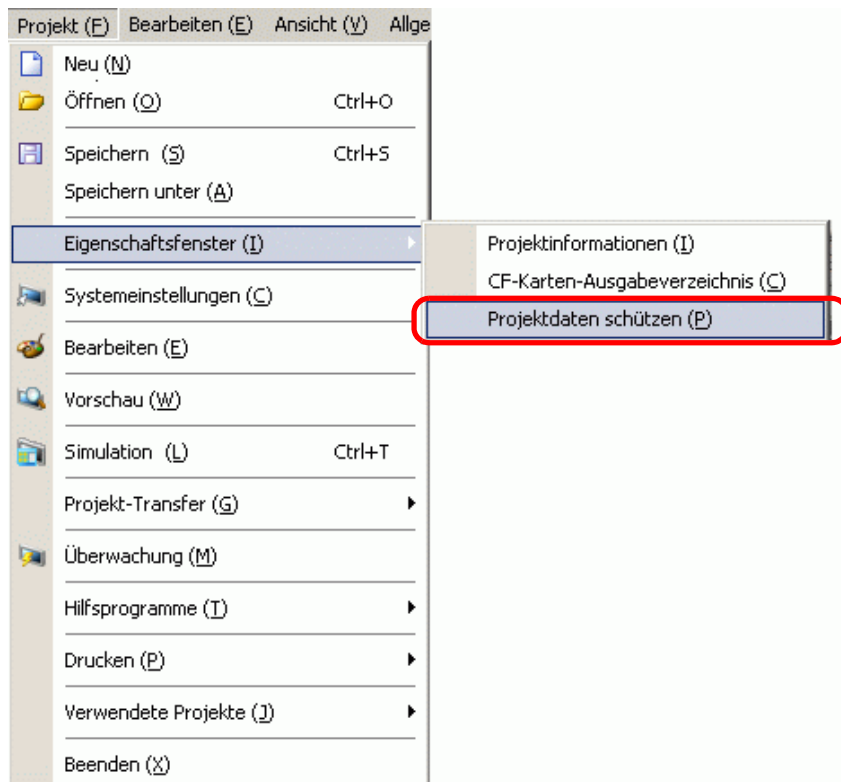 Projekt (F) Bearbeiten (E) Ansicht (V) Allge
Neu (N)
Öffnen (O) Ctrl+O
Speichern (S) Ctrl+S
Speichern unter (A)
Eigenschaftsfenster (I)
Projektinformationen (I)
CF-Karten-Ausgabeverzeichnis (C)
Projektdaten schützen (P)
Systemeinstellungen (C)
Bearbeiten (E)
Vorschau (W)
Simulation (L) Ctrl+T
Projekt-Transfer (G)
Überwachung (M)
Hilfsprogramme (T)
Drucken (P)
Verwendete Projekte (J)
Beenden (X)